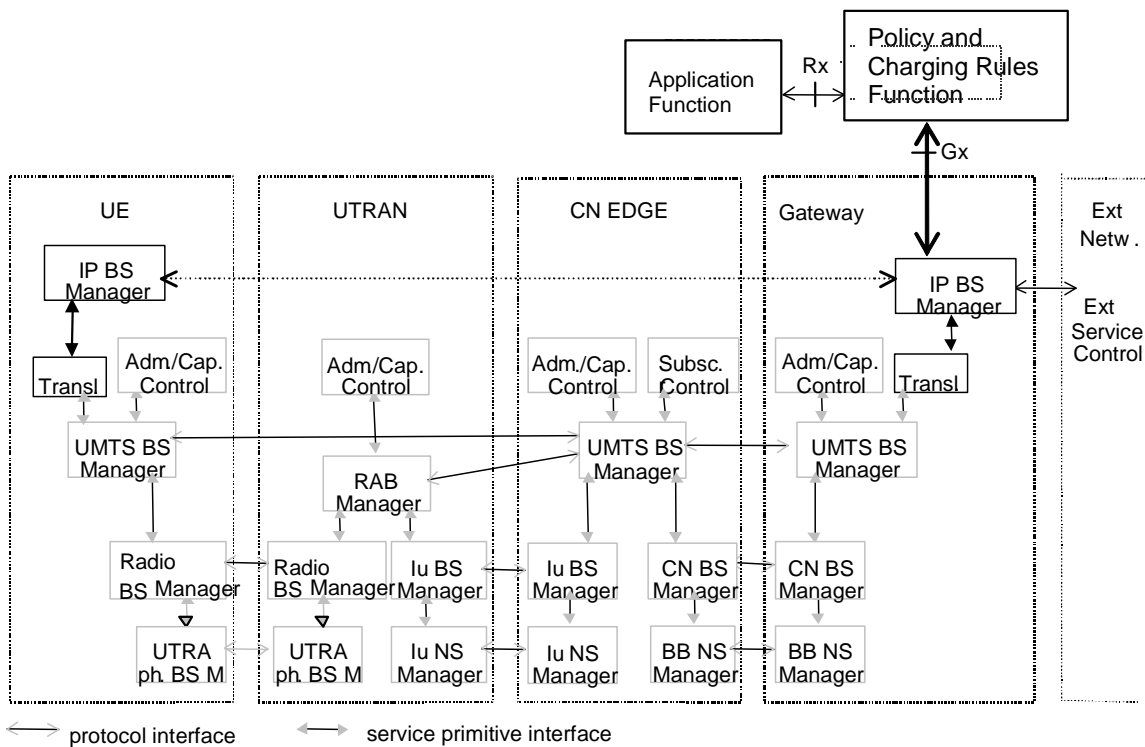 Policy and
Charging Rules
Function
Rx
Application
Function
Gx
UE
UTRAN
CN EDGE
Gateway
Ext
Netw .
IP BS
Manager
IP BS
Manager
Ext
Service
Control
Adm/Cap.
Control
Adm/Cap.
Control
Adm./Cap.
Control
Subsc.
Control
Adm/Cap.
Control
Transl
Transl
UMTS BS
Manager
UMTS BS
Manager
UMTS BS
Manager
RAB
Manager
Radio
BS Manager
Radio
BS Manager
Iu BS
Manager
Iu BS
Manager
CN BS
Manager
CN BS
Manager
UTRA
ph. BS M
UTRA
ph. BS M
Iu NS
Manager
Iu NS
Manager
BB NS
Manager
BB NS
Manager
protocol interface
service primitive interface